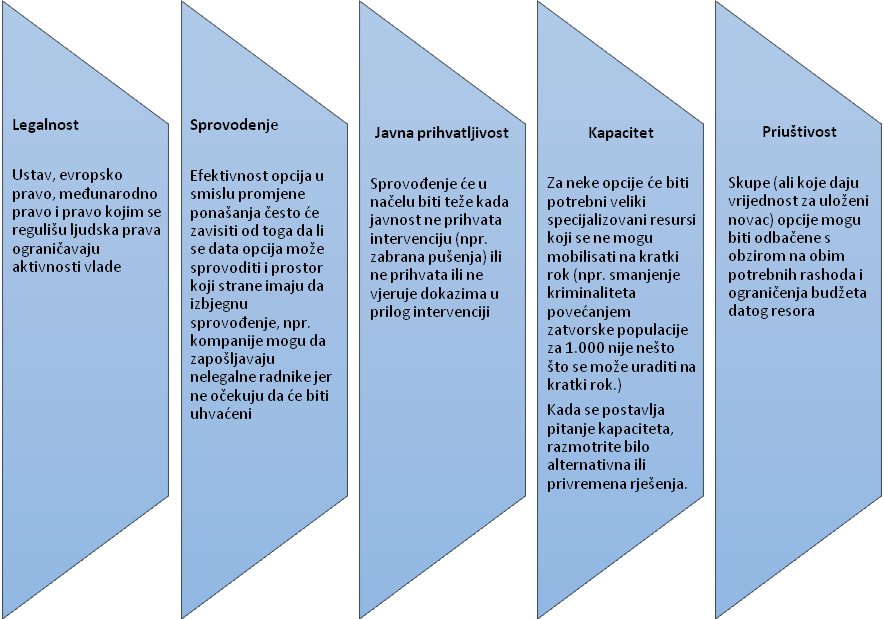 Legalnost
Ustav, evropsko
pravo, međunarodno
pravo i pravo kojim se
regulišu ljudska prava
ograničavaju
aktivnosti vlade
Sprovođenje
Efektivnost opcija u
smislu promjene
ponašanja često će
zavisiti od toga da li
se data opcija može
sprovoditi i prostor
koji strane imaju da
izbjegnu
sprovođenje, npr.
kompanije mogu da
zapošljavaju
nelegalne radnike jer
ne očekuju da će biti
uhvaćeni
Javna prihvatljivost
Sprovođenje će u
načelu biti teže kada
javnost ne prihvata
intervenciju (npr.
zabrana pušenja) ili
ne prihvata ili ne
vjeruje dokazima u
prilog intervenciji
Kapacitet
Za neke opcije će biti
potrebni veliki
specijalizovani resursi
koji se ne mogu
mobilisati na kratki
rok (npr. smanjenje
kriminaliteta
povećanjem
zatvorske populacije
za 1.000 nije nešto
što se može uraditi na
kratki rok.)
Kada se postavlja
pitanje kapaciteta,
razmotrite bilo
alternativna ili
privremena rješenja.
Priuštivost
Skupe (ali koje daju
vrijednost za uloženi
novac) opcije mogu
biti odbačene s
obzirom na obim
potrebnih rashoda i
ograničenja budžeta
datog resora